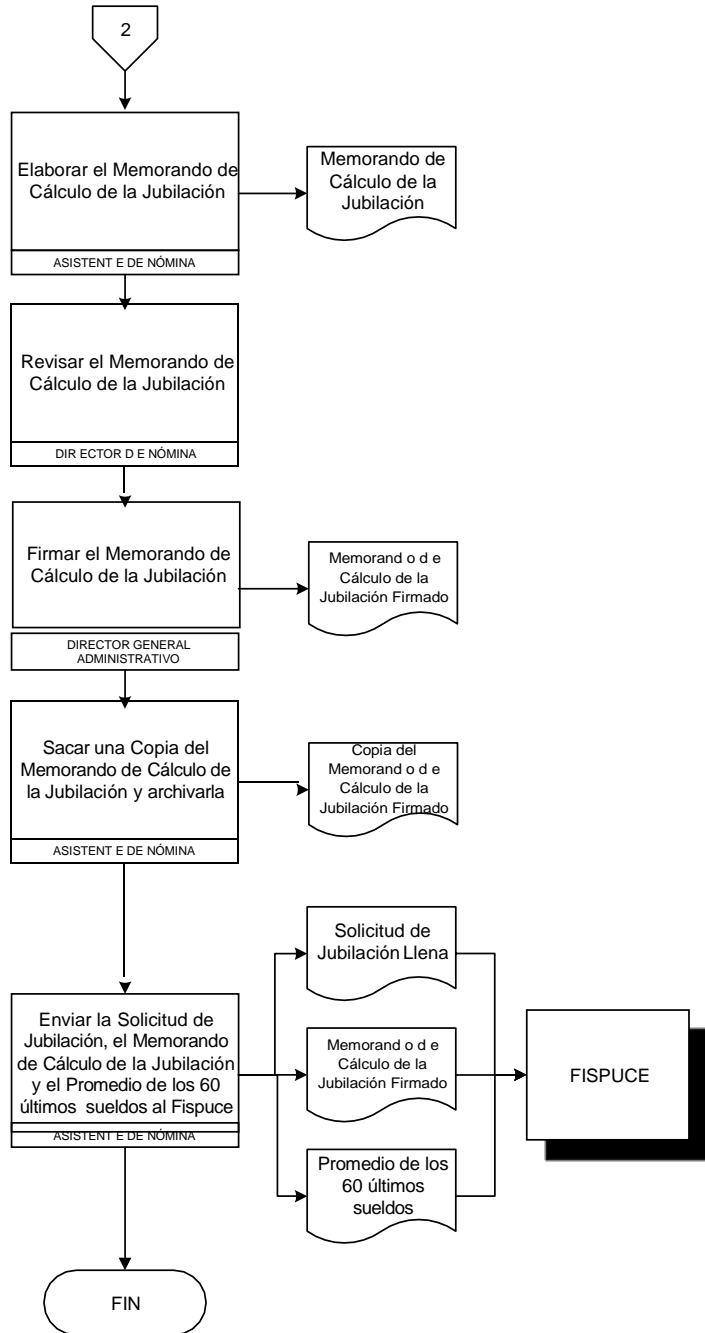 2
Elaborar el Memorando de
Cálculo de la Jubilación
ASISTENT E DE NÓMINA
Memorando de
Cálculo de la
Jubilación
Revisar el Memorando de
Cálculo de la Jubilación
DIR ECTOR D E NÓMINA
Firmar el Memorando de
Cálculo de la Jubilación
DIRECTOR GENERAL
ADMINISTRATIVO
Memorand o d e
Cálculo de la
Jubilación Firmado
Sacar una Copia del
Memorando de Cálculo de
la Jubilación y archivarla
ASISTENT E DE NÓMINA
Copia del
Memorand o d e
Cálculo de la
Jubilación Firmado
Enviar la Solicitud de
Jubilación, el Memorando
de Cálculo de la Jubilación
y el Promedio de los 60
últimos sueldos al Fispuce
ASISTENT E DE NÓMINA
Solicitud de
Jubilación Llena
Memorand o d e
Cálculo de la
Jubilación Firmado
Promedio de los
60 últimos
sueldos
FISPUCE
FIN